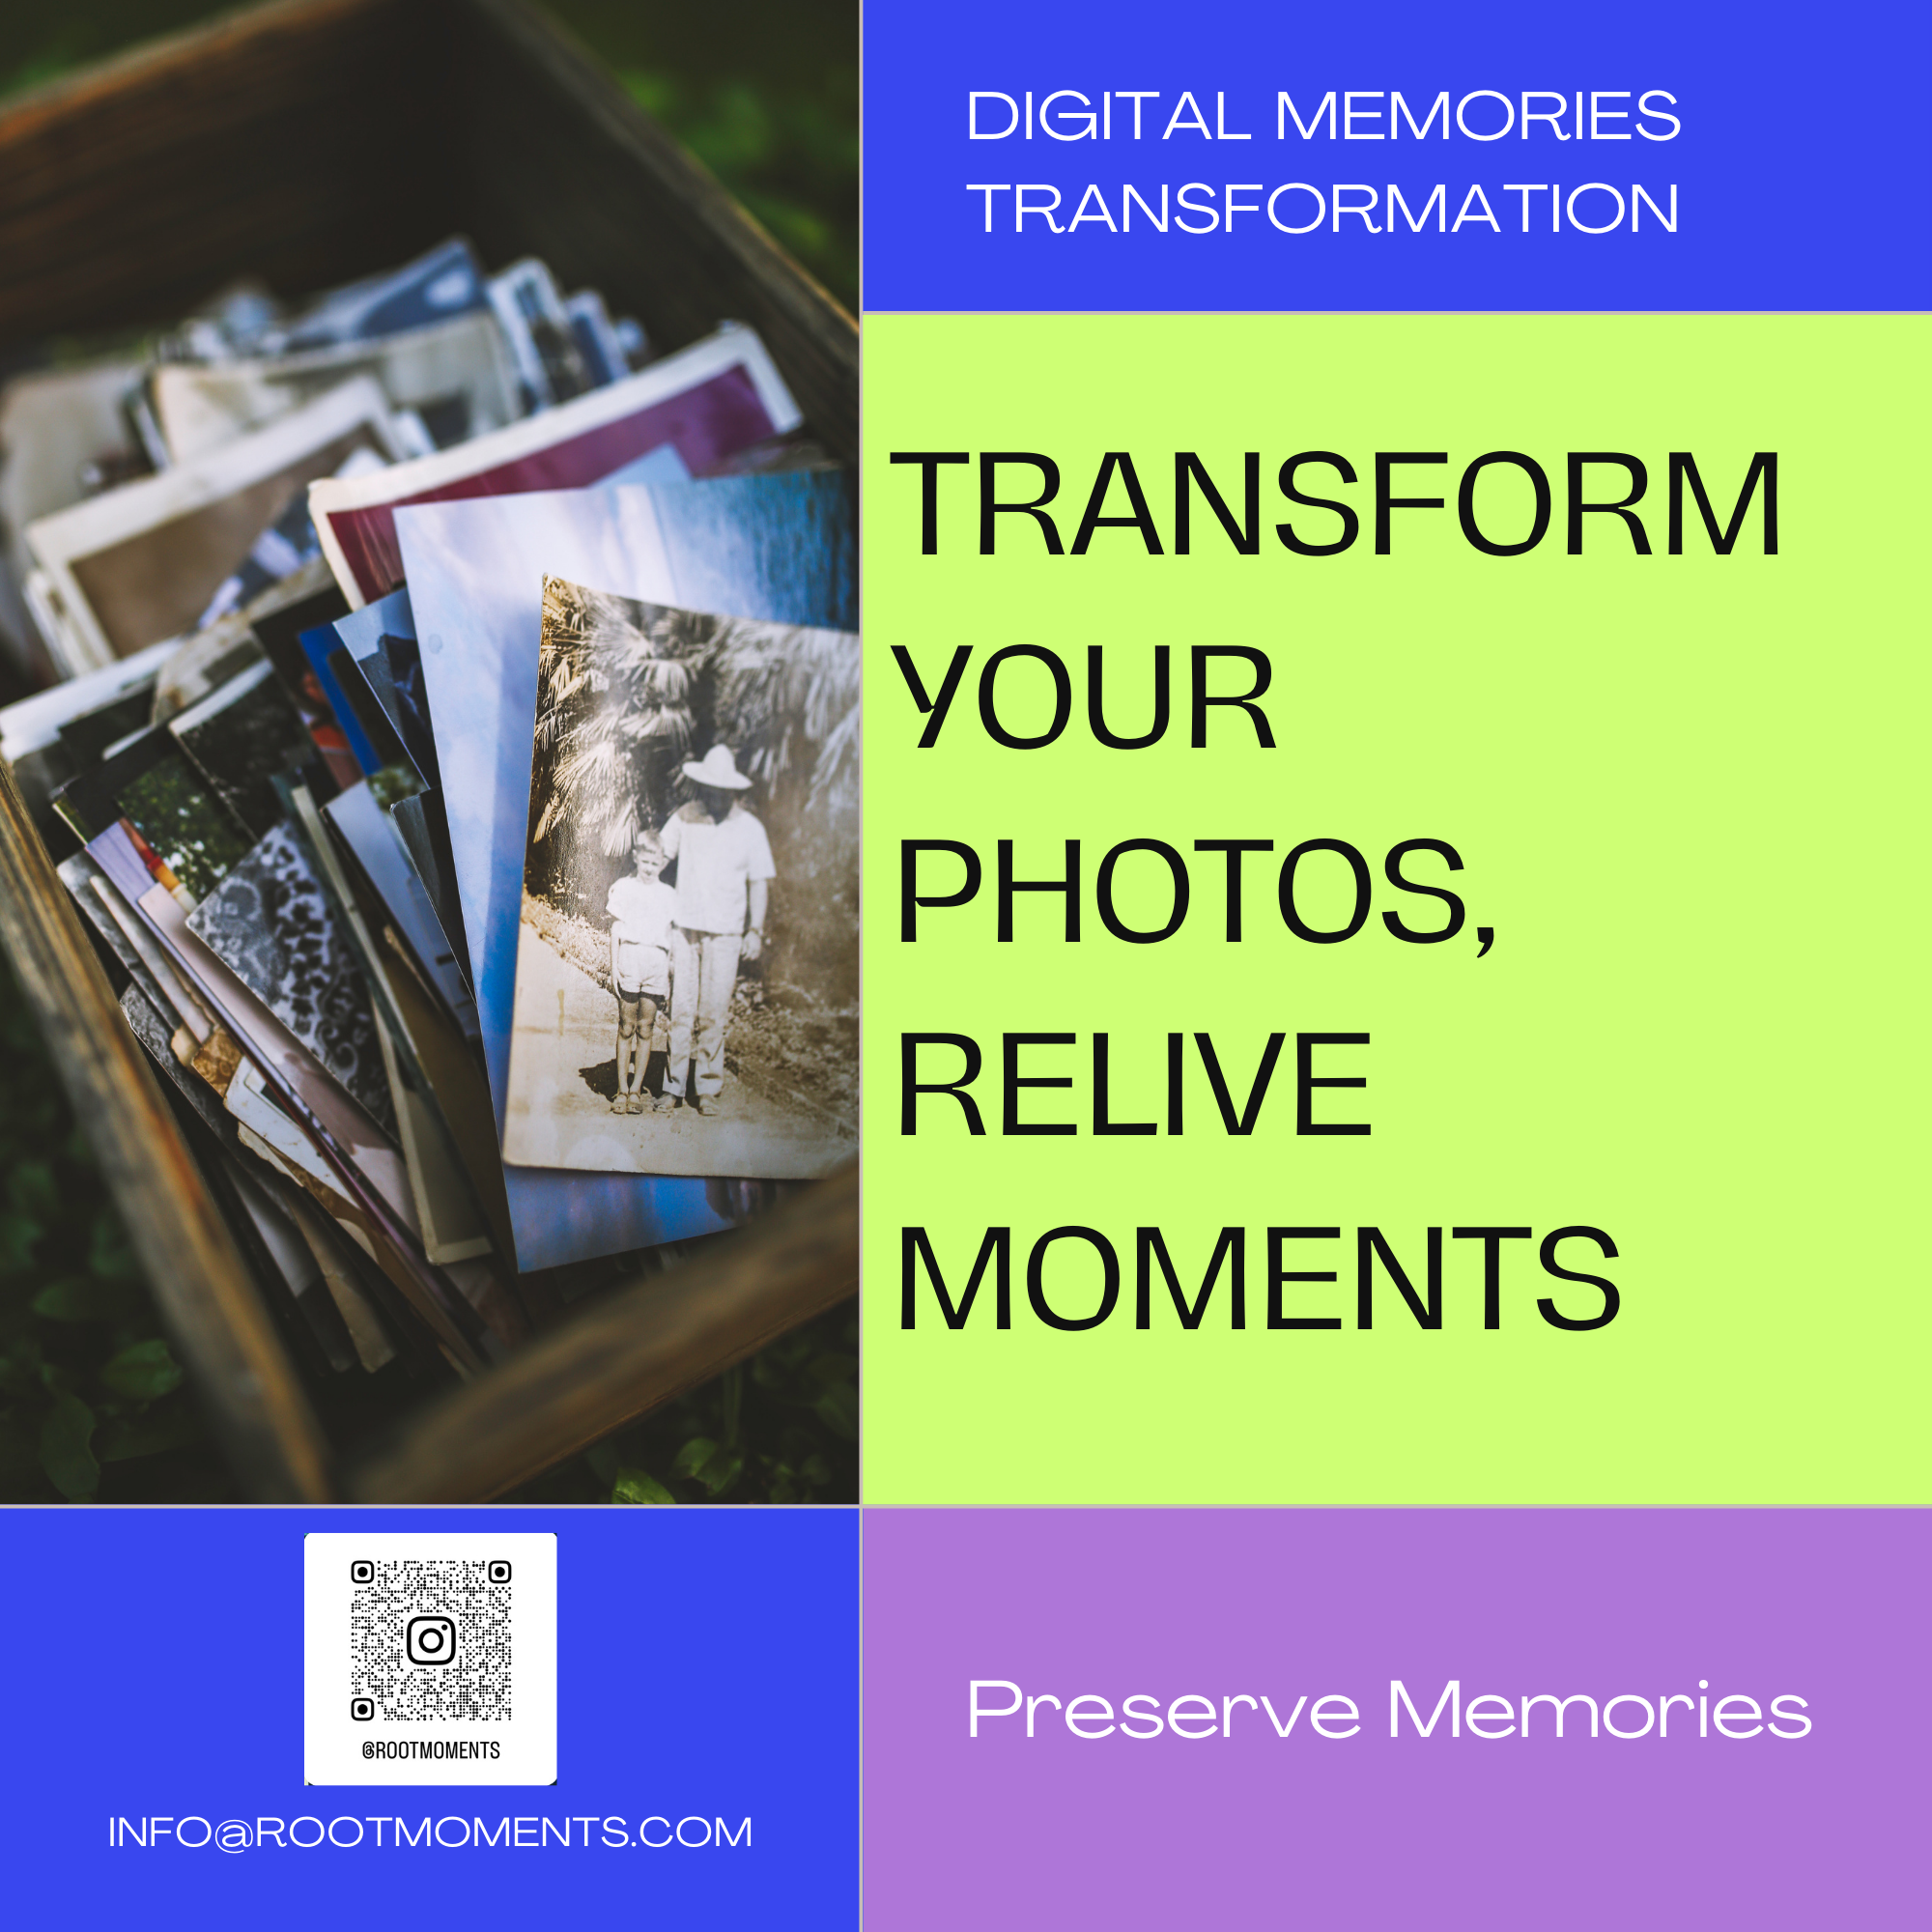 DIGITAL MEMORIES
TRANSFORMATION
TRANSFORM
YOUR
PHOTOS,
RELIVE
MOMENTS
@ROOTMOMENTS
INFO@ROOTMOMENTS.COM
Preserve Memories